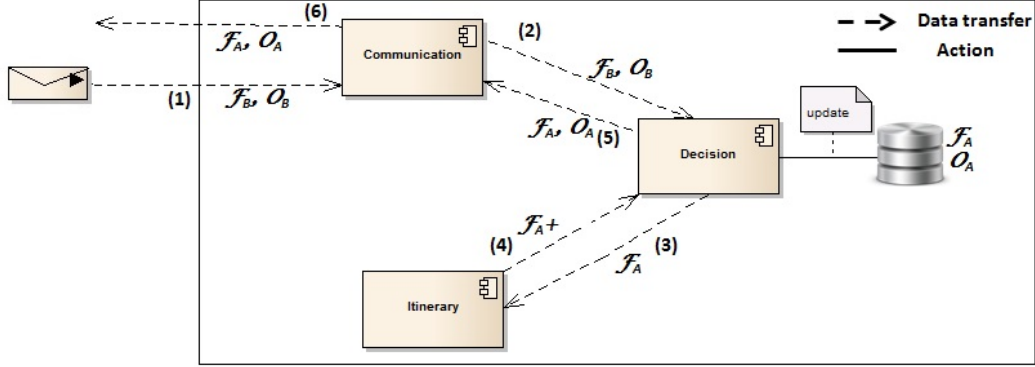 (6)
Data transfer
Action
ℱA, OA
Communication
(2)
(1)
ℱB, OB
ℱB, OB
ℱA, OA
(5)
update
Decision
ℱA
OA
(4)
ℱA+
(3)
ℱA
Itinerary